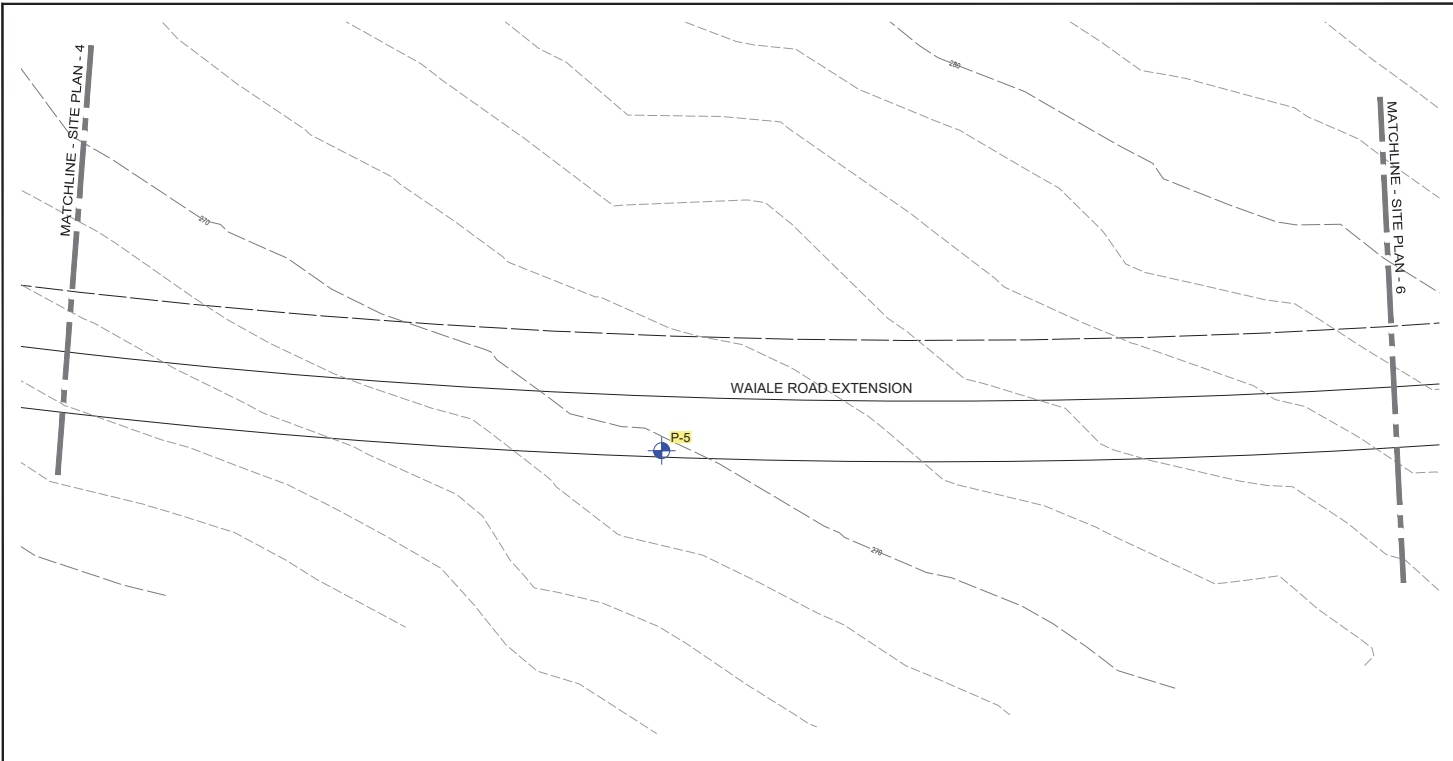 MATCHLINE - SITE PLAN - 4
280
MATCHLINE - SITE PLAN - 6
270
WAIALE ROAD EXTENSION
P-5
270